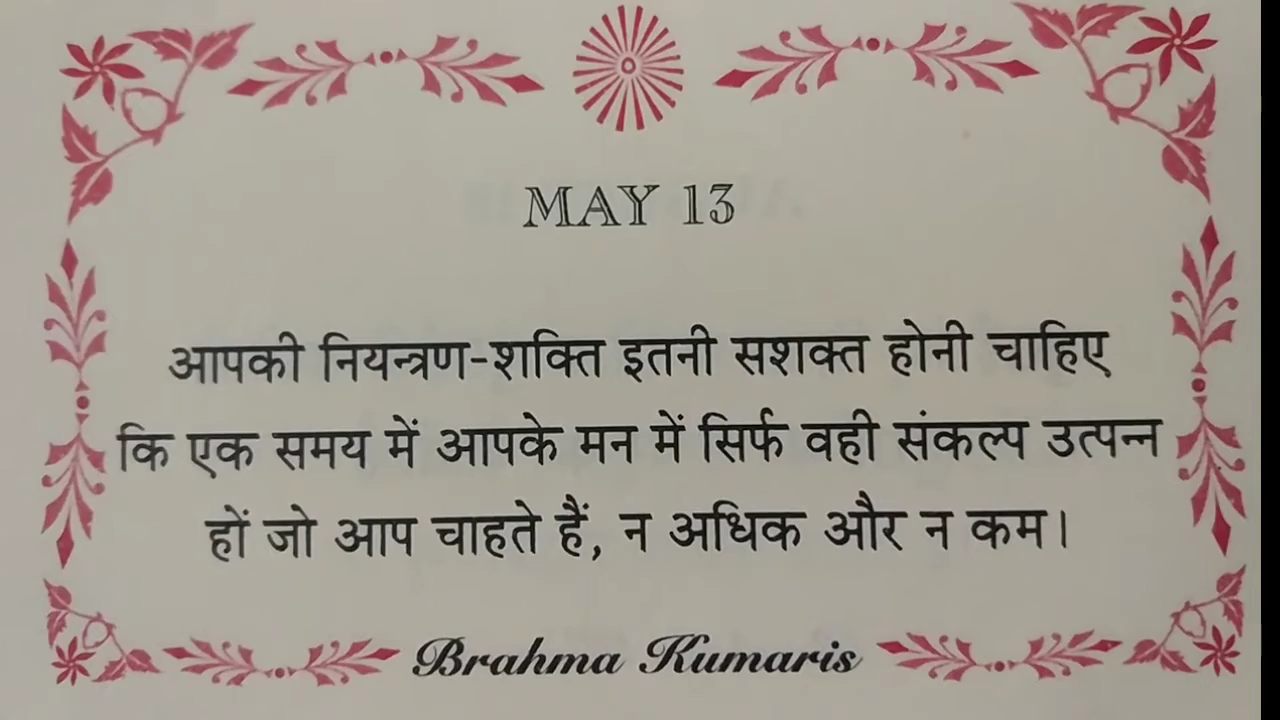 MAY 13
आपकी नियन्त्रण-शक्ति इतनी सशक्त होनी चाहिए
कि एक समय में आपके मन में सिर्फ वही संकल्प उत्पन्न
हों जो आप चाहते हैं, न अधिक और न कम।
Brahma Kumaris